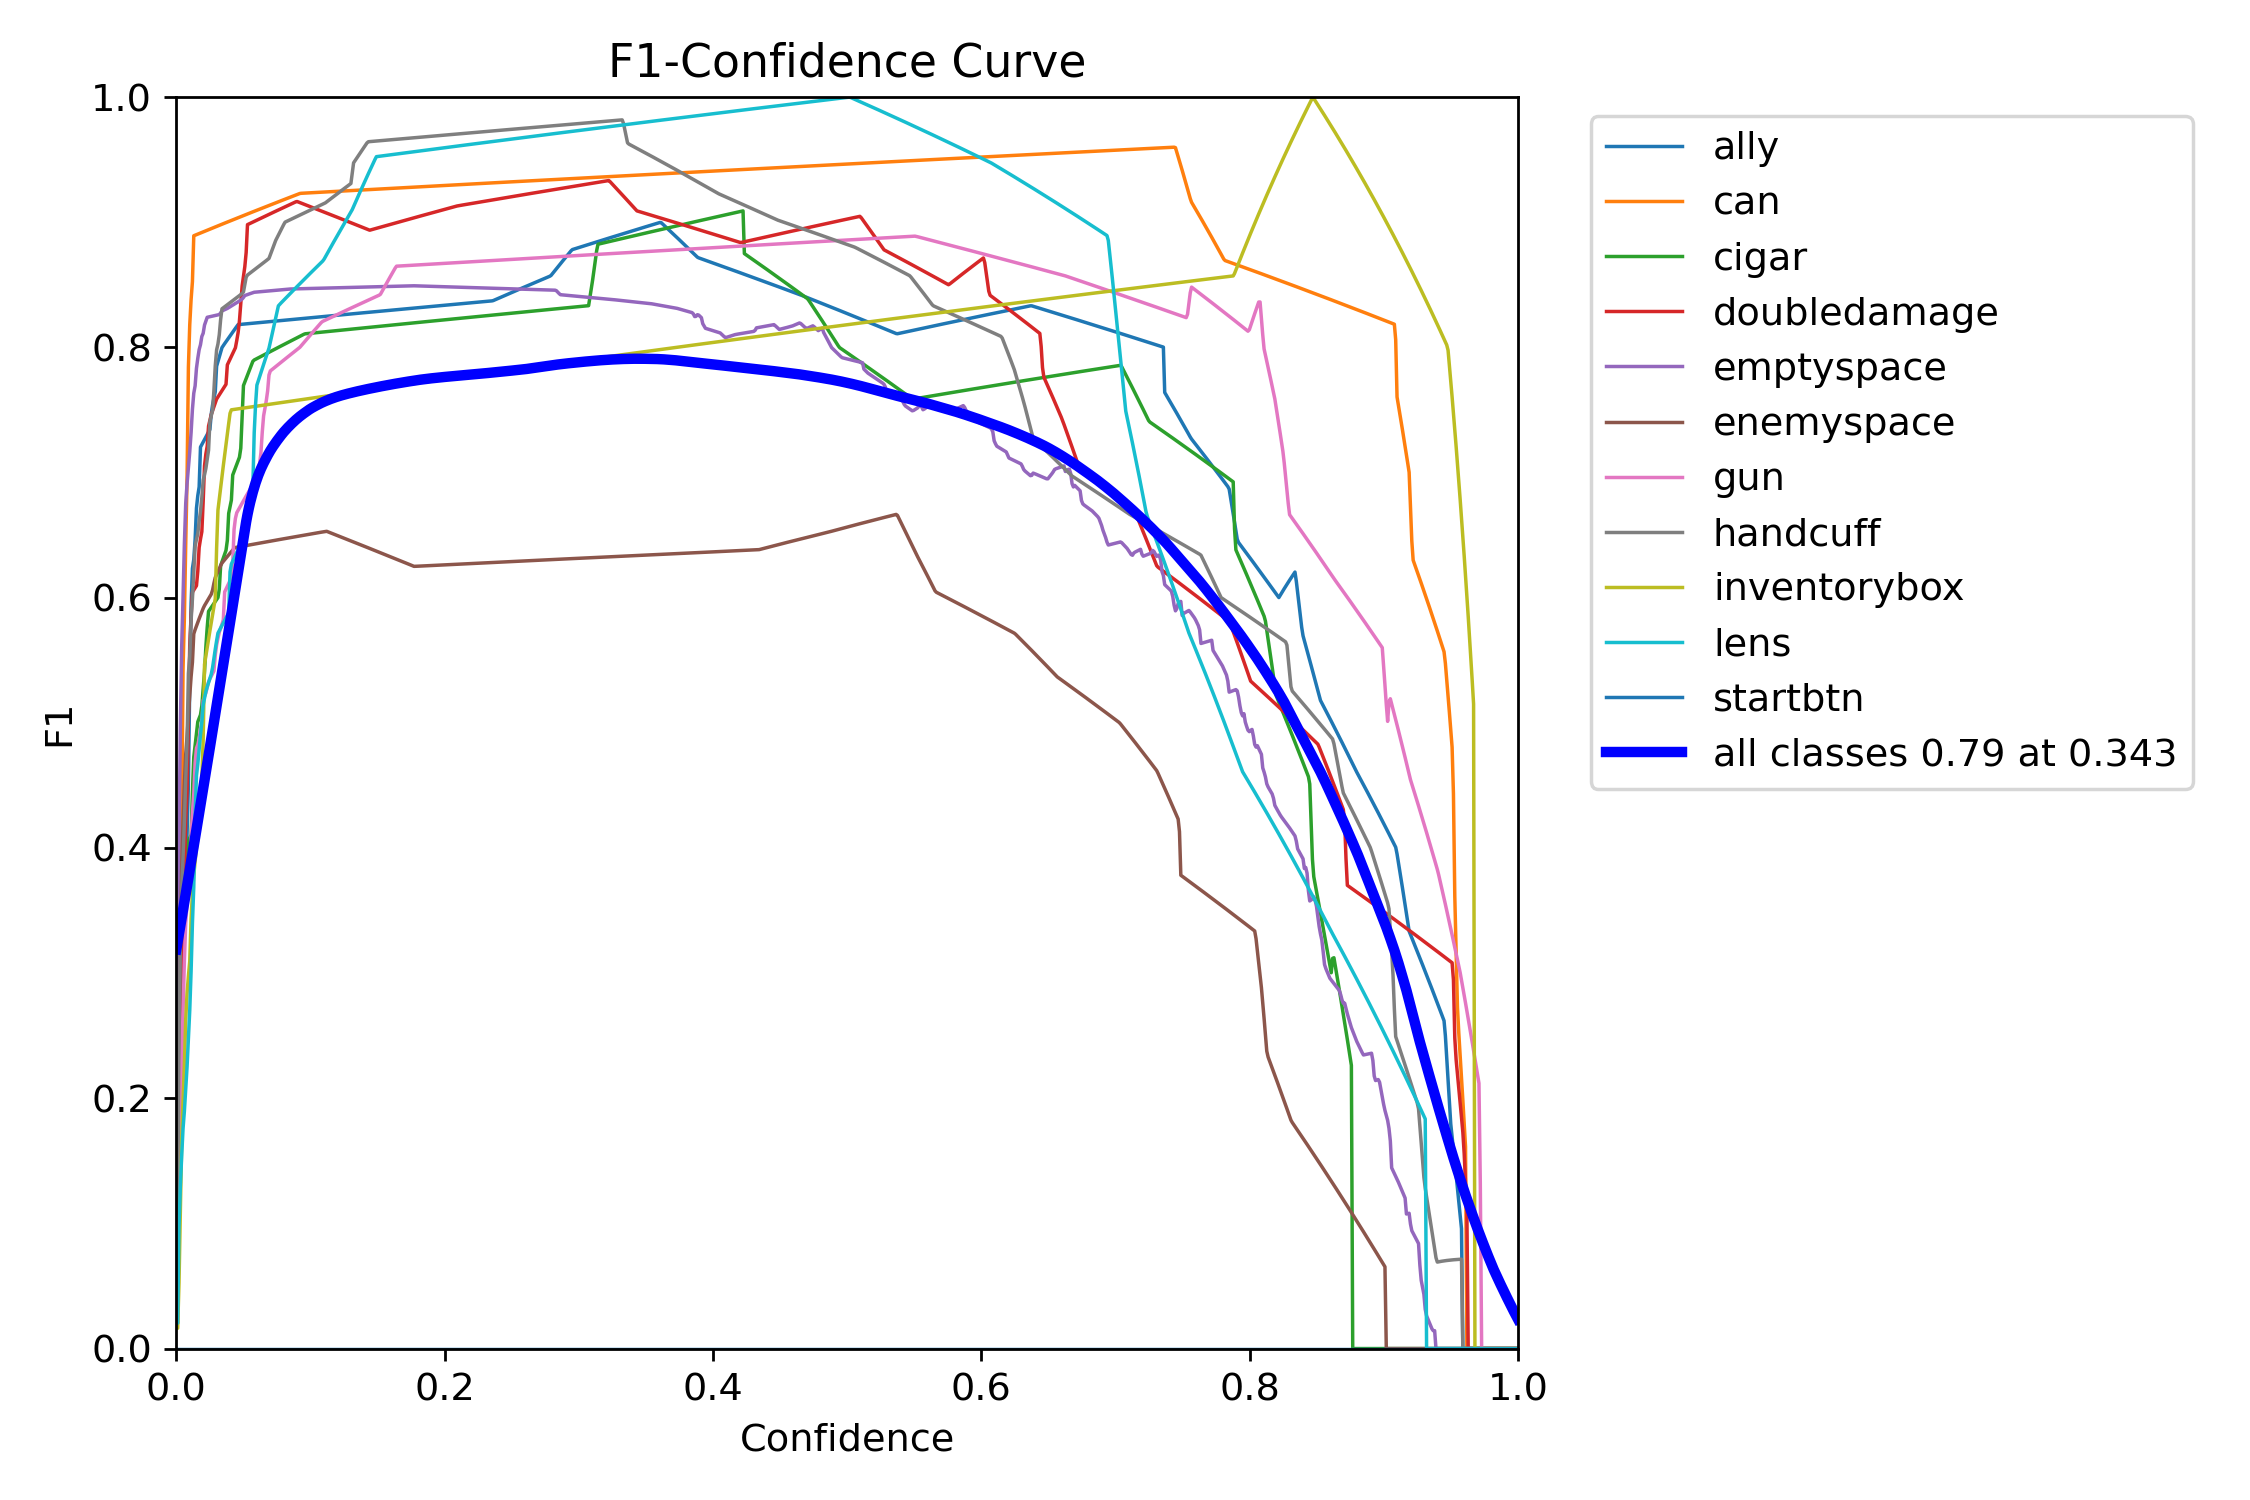 F1-Confidence Curve
1.0
0.8
0.6
0.4
0.2
0.0
F1
0.0 0.2 0.4 0.6 0.8 1.0
Confidence
ally
can
cigar
doubledamage
emptyspace
enemyspace
gun
handcuff
inventorybox
lens
startbtn
all classes 0.79 at 0.343